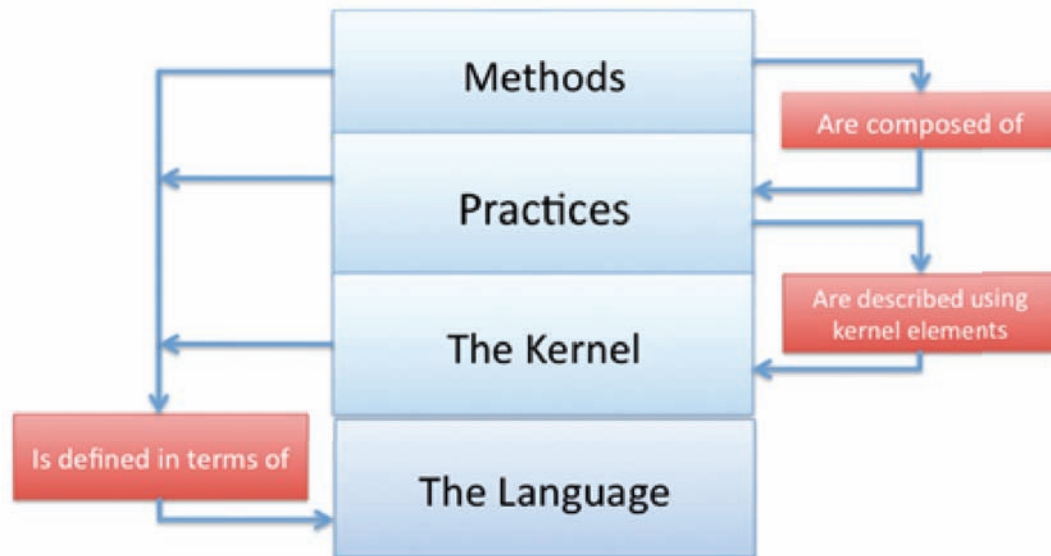 Methods
Are composed of
Practices
Are described using
kernel elements
The Kernel
Is defined in terms of
The Language